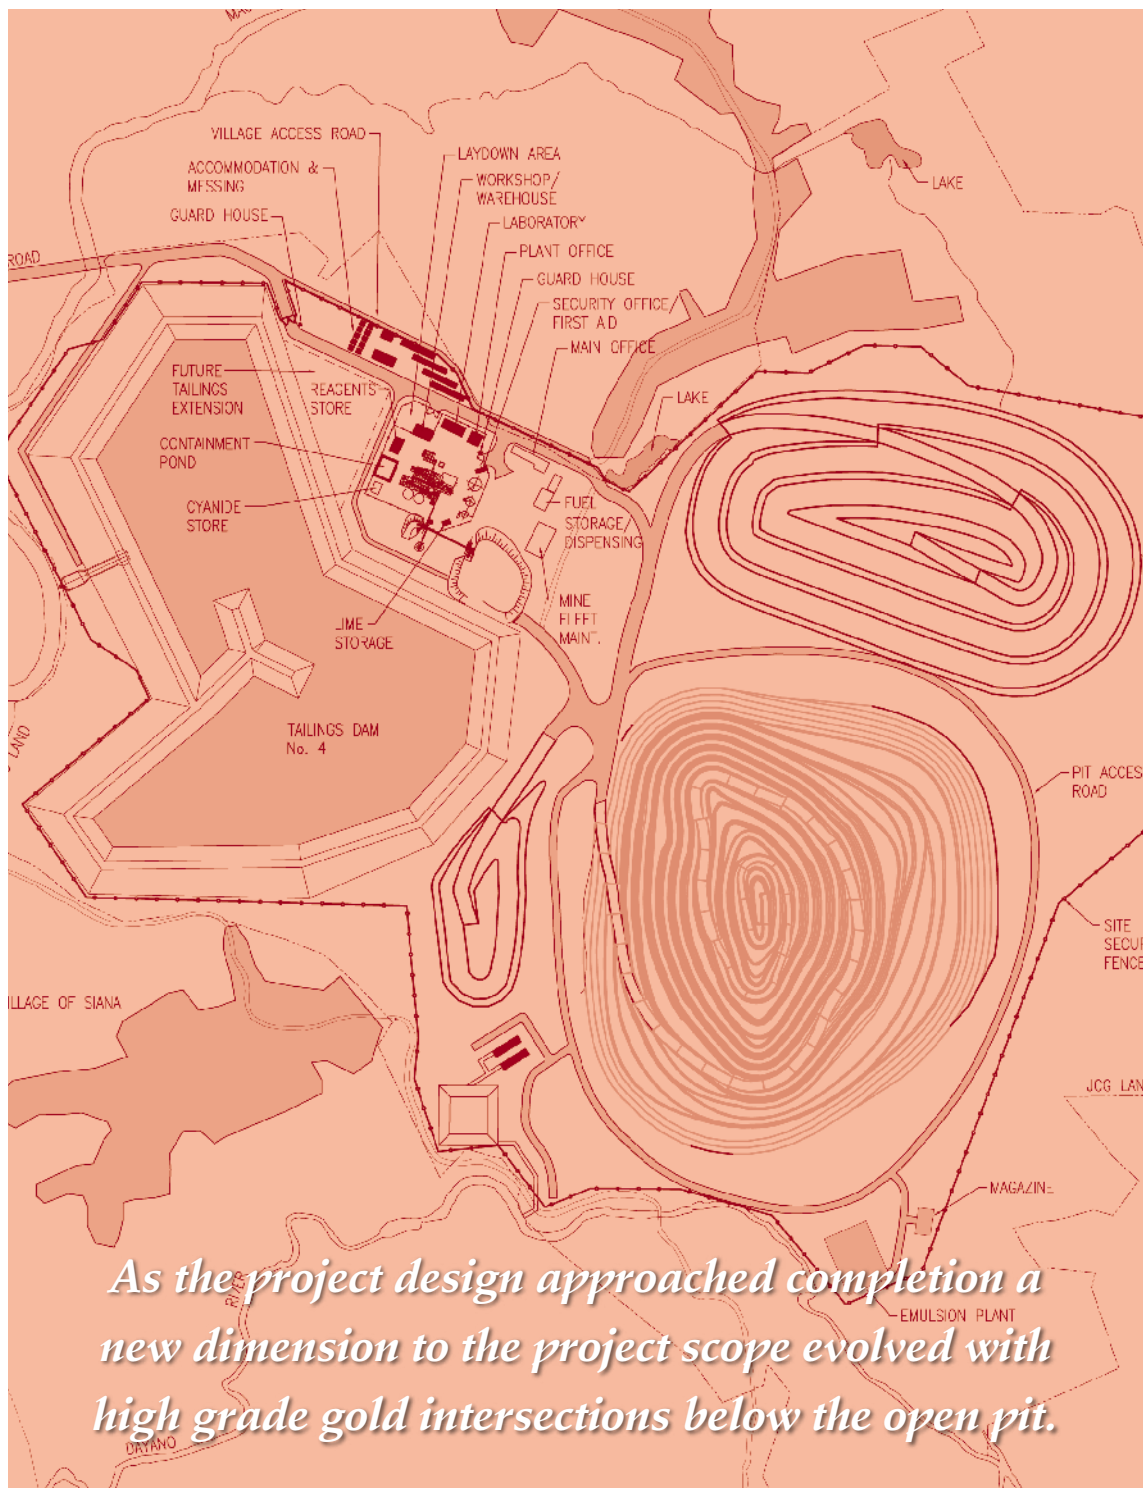 VILLAGE ACCESS ROAD
ACCOMMODATION &
MESSING
GUARD HOUSE
LAYDOWN AREA
WORKSHOP/
WAREHOUSE
LABORATORY
PLANT OFFICE
GUARD HOUSE
SECURITY OFFICE/
FIRST AID
MAIN OFFICE
LAKE
ROAD
FUTURE
TAILINGS
EXTENSION
REAGENTS
STORE
LAKE
CONTAINMENT
POND
CYANIDE
STORE
FUEL
STORAGE/
DISPENSING
MINE
FLEET
MAINT.
LIME
STORAGE
TAILINGS DAM
No. 4
LAND
PIT ACCES
ROAD
SITE
SECUR
FENCE
ILLAGE OF SIANA
JCG LAN
MAGAZINE
EMULSION PLANT
RIVER
As the project design approached completion a
new dimension to the project scope evolved with
high grade gold intersections below the open pit.
DAYANO